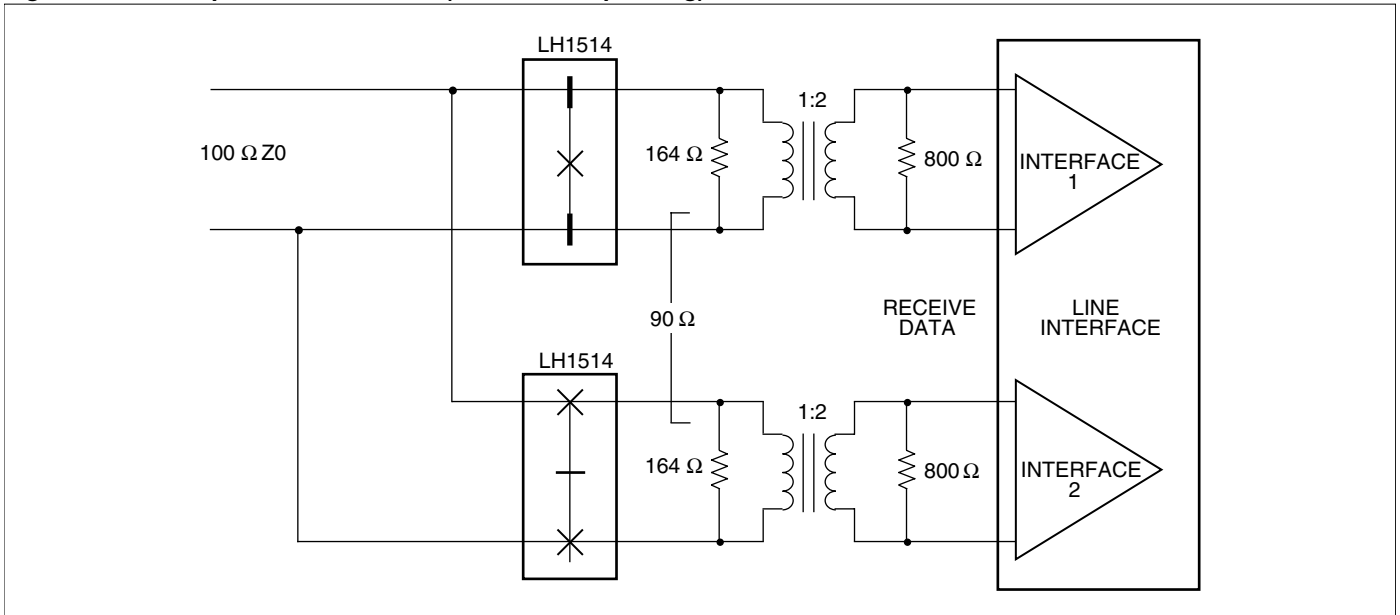 LH1514
1:2
100 Ω Z0
164 Ω
800 Ω
INTERFACE
1
90 Ω
RECEIVE
DATA
LINE
INTERFACE
LH1514
1:2
164 Ω
800 Ω
INTERFACE
2